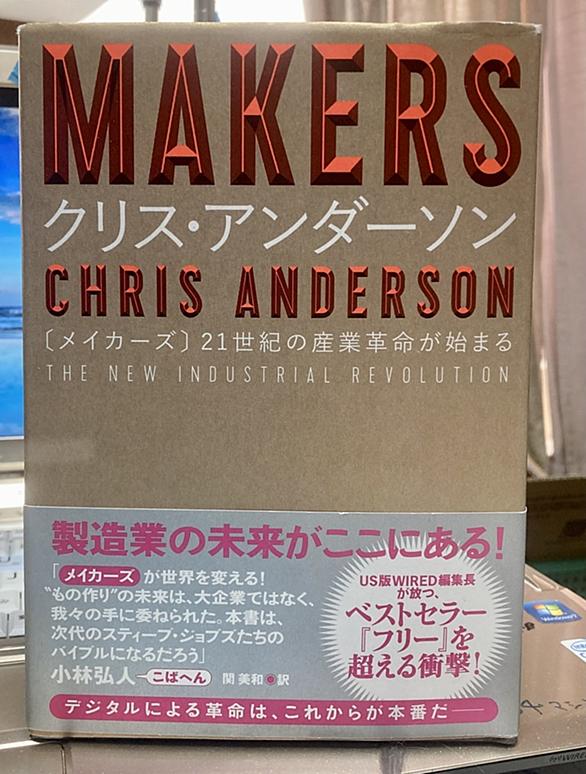 MAKERS
クリス・アンダーソン
CHRIS ANDERSON
〔メイカーズ〕21世紀の産業革命が始まる
THE NEW INDUSTRIAL REVOLUTION
製造業の未来がここにある!
「メイカーズが世界を変える!
“もの作り”の未来は、大企業ではなく、
我々の手に委ねられた。本書は、
次代のスティーブ・ジョブズたちの
バイブルになるだろう」
小林弘人 こばへん 関美和●訳
US版WIRED編集長
が放つ、
ベストセラー
『フリー』を
超える衝撃!
デジタルによる革命は、これからが本番だ――
Windows